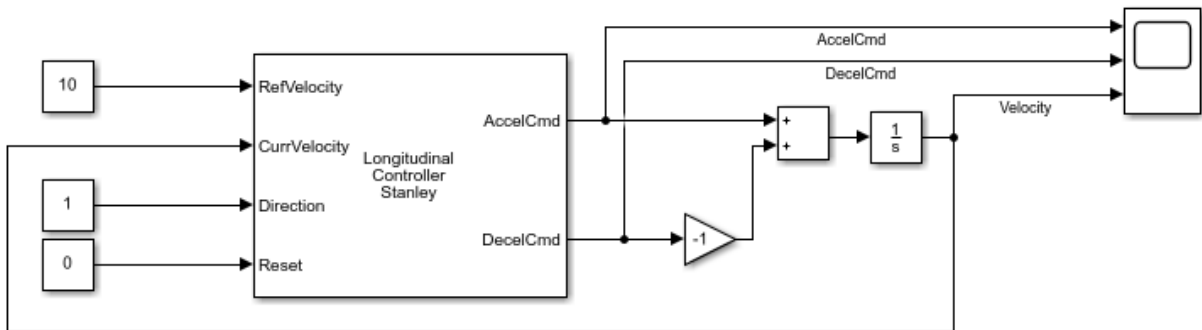 AccelCmd
DecelCmd
Velocity
10
1
0
RefVelocity
CurrVelocity
Direction
Reset
Longitudinal
Controller
Stanley
AccelCmd
DecelCmd
+
+
-1
1
s